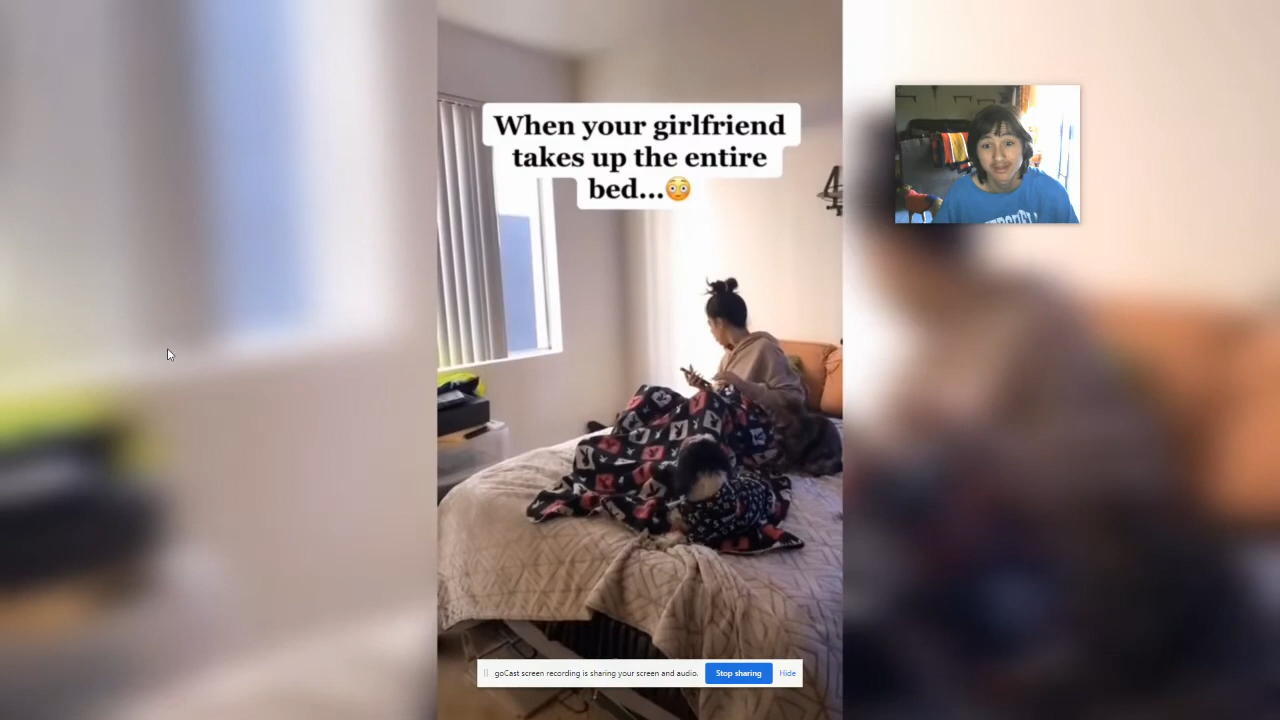 When your girlfriend
takes up the entire
bed...😳
goCast screen recording is sharing your screen and audio.
Stop sharing
Hide